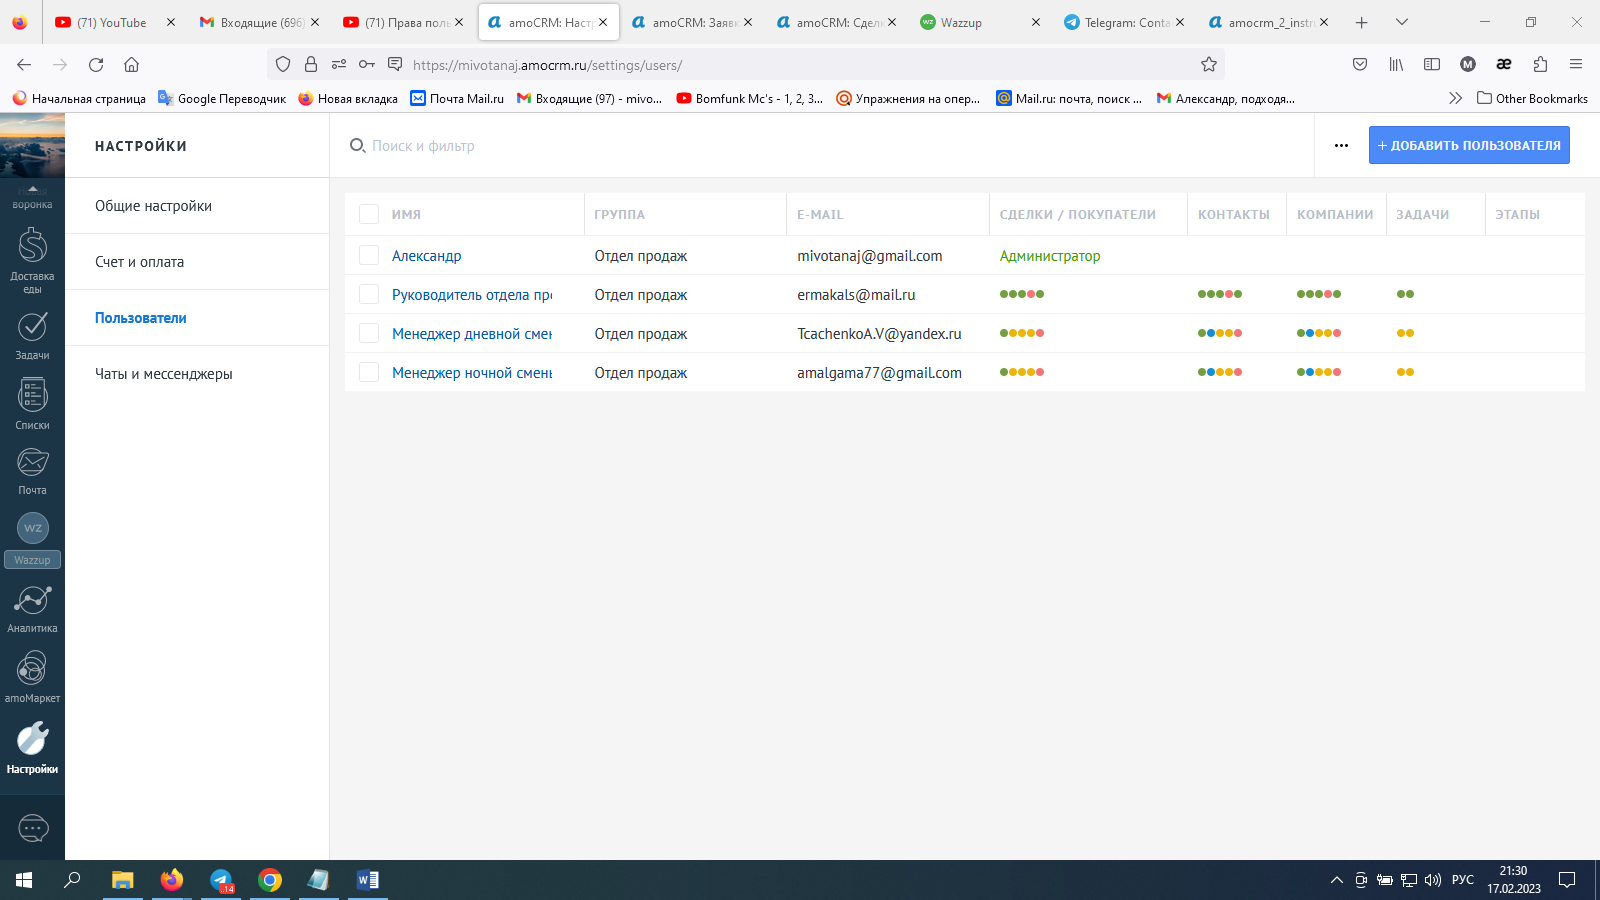 (71) YouTube
Входящие (696)
(71) Права поль
amoCRM: Настр
amoCRM: Заявк
amoCRM: Сделк
Wazzup
Telegram: Conta
amocrm_2_instr
https://mivotanaj.amocrm.ru/settings/users/
Начальная страница
Google Переводчик
Новая вкладка
Почта Mail.ru
Входящие (97) - mivo...
Bomfunk Mc's - 1, 2, 3...
Упражнения на опер...
Mail.ru: почта, поиск ...
Александр, подходя...
Other Bookmarks
НАСТРОЙКИ
Поиск и фильтр
••• + ДОБАВИТЬ ПОЛЬЗОВАТЕЛЯ
воронка
Доставка
еды
Задачи
Списки
Почта
WZ
Wazzup
Аналитика
amoМаркет
Настройки
Общие настройки
Счет и оплата
Пользователи
Чаты и мессенджеры
ИМЯ ГРУППА E-MAIL СДЕЛКИ / ПОКУПАТЕЛИ КОНТАКТЫ КОМПАНИИ ЗАДАЧИ ЭТАПЫ
Александр Отдел продаж mivotanaj@gmail.com Администратор
Руководитель отдела про Отдел продаж ermakals@mail.ru
Менеджер дневной смен Отдел продаж TcachenkoA.V@yandex.ru
Менеджер ночной смены Отдел продаж amalgama77@gmail.com
14
РУС
21:30
17.02.2023